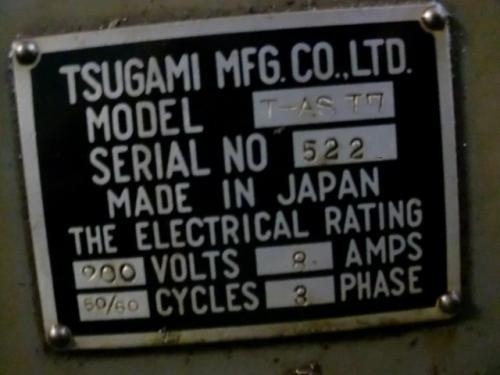 TSUGAMI MFG. CO., LTD.
MODEL T-AS T7
SERIAL NO 522
MADE IN JAPAN
THE ELECTRICAL RATING
200 VOLTS 8 AMPS
50/60 CYCLES 3 PHASE